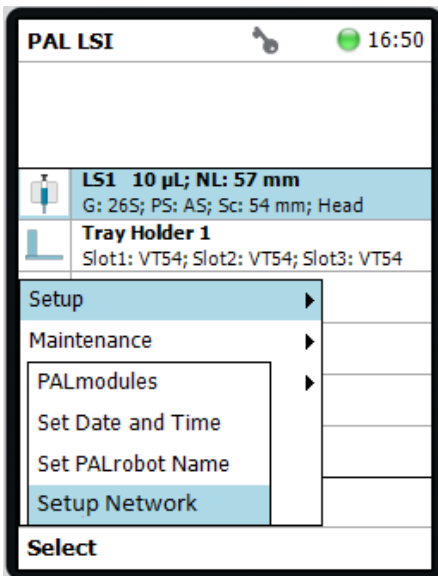 PAL LSI 16:50
LS1 10 µL; NL: 57 mm
G: 26S; PS: AS; Sc: 54 mm; Head
Tray Holder 1
Slot1: VT54; Slot2: VT54; Slot3: VT54
Setup
Maintenance
PALmodules
Set Date and Time
Set PALrobot Name
Setup Network
Select